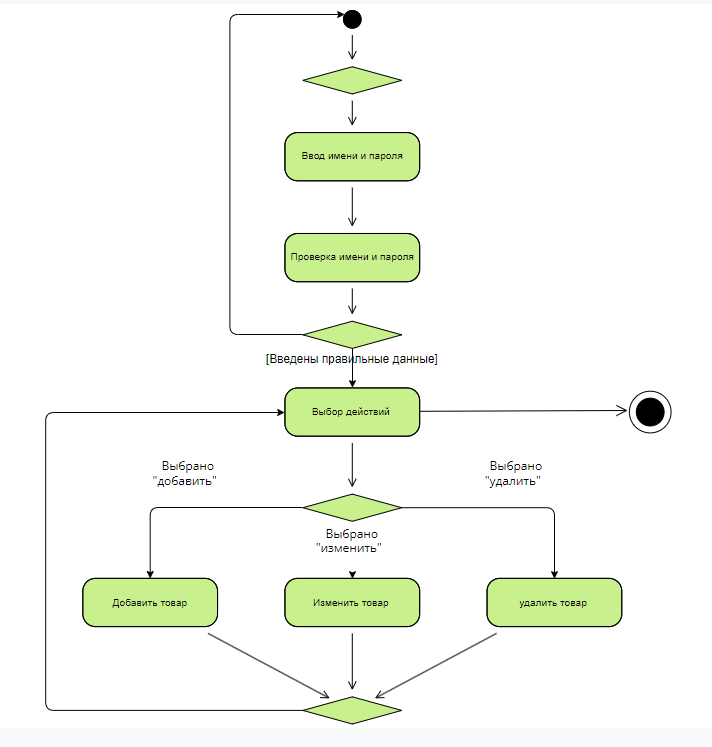 Ввод имени и пароля
Проверка имени и пароля
[Введены правильные данные]
Выбор действий
Выбрано
"добавить"
Выбрано
"удалить"
Выбрано
"изменить"
Добавить товар
Изменить товар
удалить товар